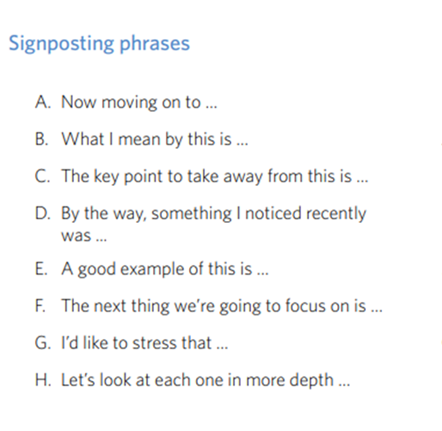 Signposting phrases
A. Now moving on to ...
B. What I mean by this is ...
C. The key point to take away from this is ...
D. By the way, something I noticed recently
was ...
E. A good example of this is ...
F. The next thing we’re going to focus on is ...
G. I’d like to stress that ...
H. Let’s look at each one in more depth ...